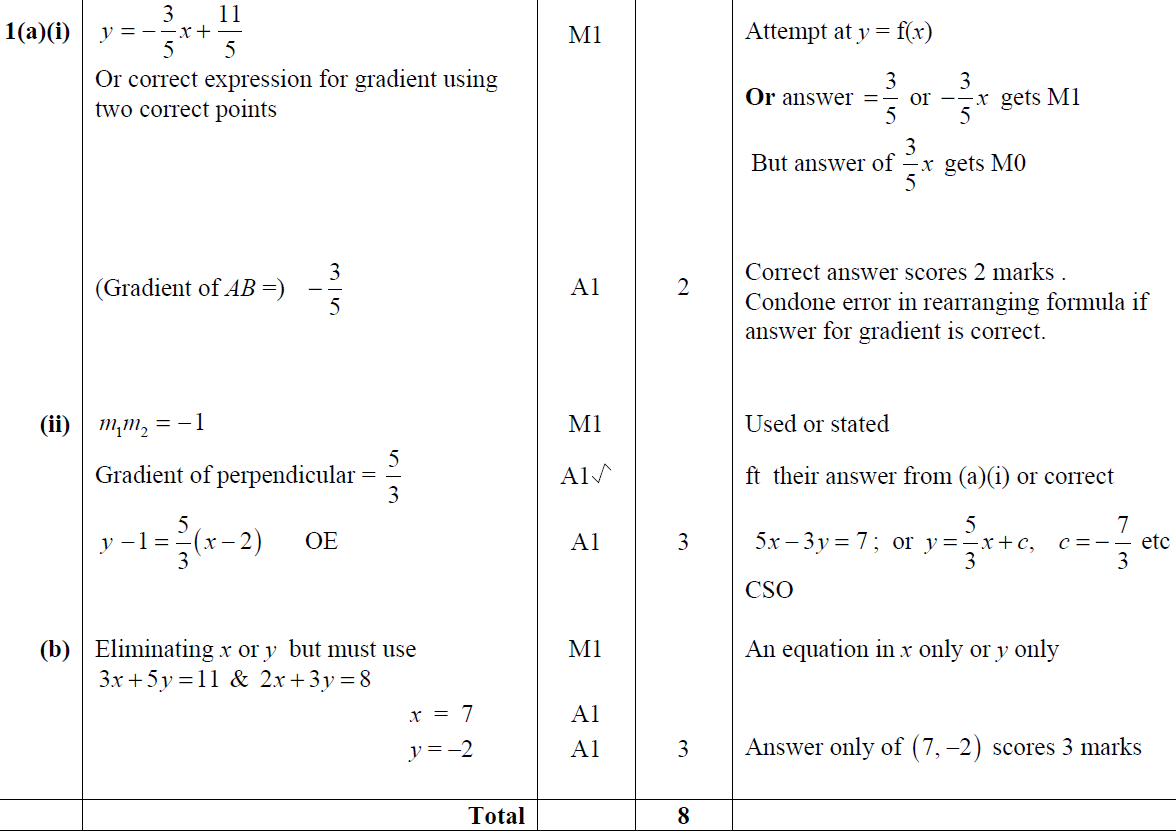 1(a)(i) y = −3/5x + 11/5 M1 Attempt at y = f(x)
Or correct expression for gradient using
two correct points
Or answer = 3/5 or −3/5x gets M1
But answer of 3/5x gets M0
(Gradient of AB =) −3/5 A1 2 Correct answer scores 2 marks .
Condone error in rearranging formula if
answer for gradient is correct.
(ii) m₁m₂ = −1 M1 Used or stated
Gradient of perpendicular = 5/3 A1√ ft their answer from (a)(i) or correct
y −1 = 5/3(x − 2) OE A1 3 5x − 3y = 7 ; or y = 5/3x + c, c = −7/3 etc
CSO
(b) Eliminating x or y but must use M1 An equation in x only or y only
3x + 5y = 11 & 2x + 3y = 8
x = 7 A1
y = −2 A1 3 Answer only of (7, −2) scores 3 marks
Total 8